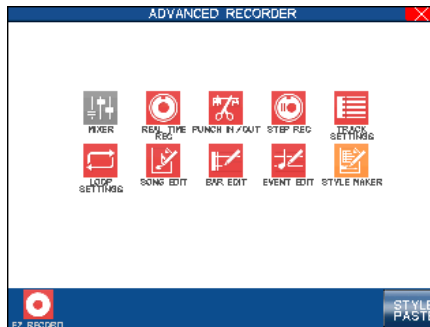 ADVANCED RECORDER
MIXER
REAL TIME
REC
PUNCH IN/OUT
STEP REC
TRACK
SETTINGS
LOOP
SETTINGS
SONG EDIT
BAR EDIT
EVENT EDIT
STYLE MAKER
EZ RECORD
STYLE
PASTE